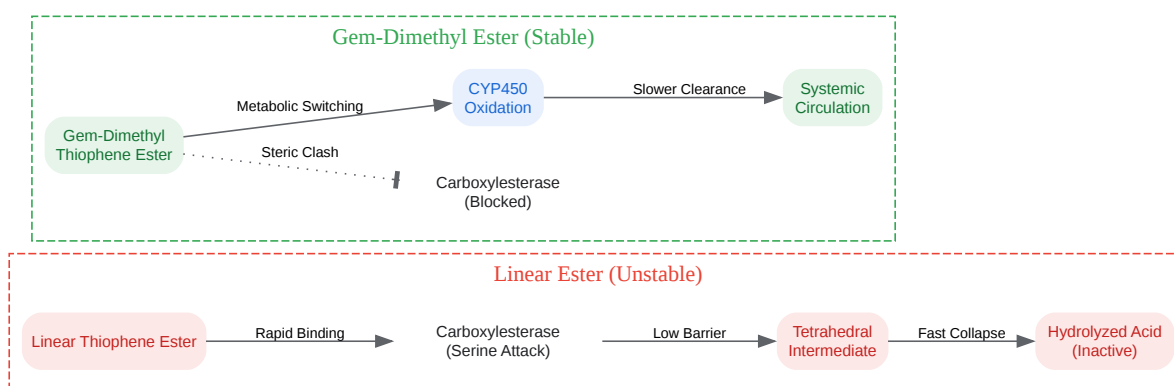 Gem-Dimethyl Ester (Stable)
Gem-Dimethyl
Thiophene Ester
Metabolic Switching
Steric Clash
CYP450
Oxidation
Carboxylesterase
(Blocked)
Slower Clearance
Systemic
Circulation
Linear Ester (Unstable)
Linear Thiophene Ester
Rapid Binding
Carboxylesterase
(Serine Attack)
Low Barrier
Tetrahedral
Intermediate
Fast Collapse
Hydrolyzed Acid
(Inactive)